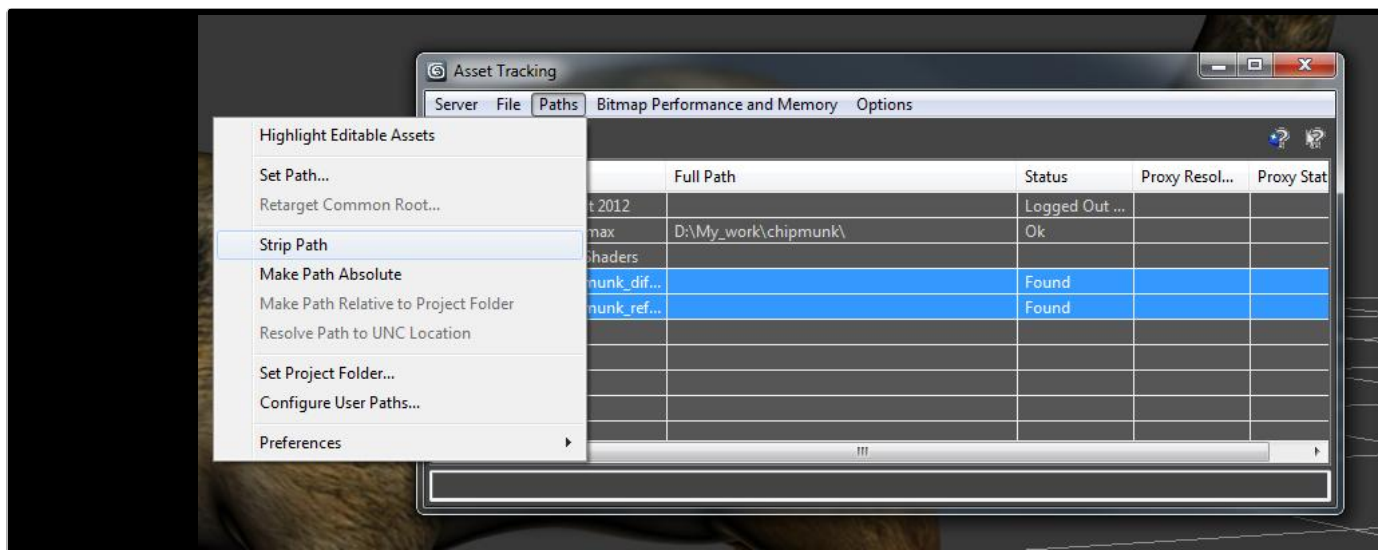 Asset Tracking
Server File Paths Bitmap Performance and Memory Options
Highlight Editable Assets
Set Path...
Retarget Common Root...
Strip Path
Make Path Absolute
Make Path Relative to Project Folder
Resolve Path to UNC Location
Set Project Folder...
Configure User Paths...
Preferences
Full Path Status Proxy Resol... Proxy Stat
t 2012 Logged Out ...
max D:\My_work\chipmunk\ Ok
Shaders
munk_dif... Found
munk_ref... Found